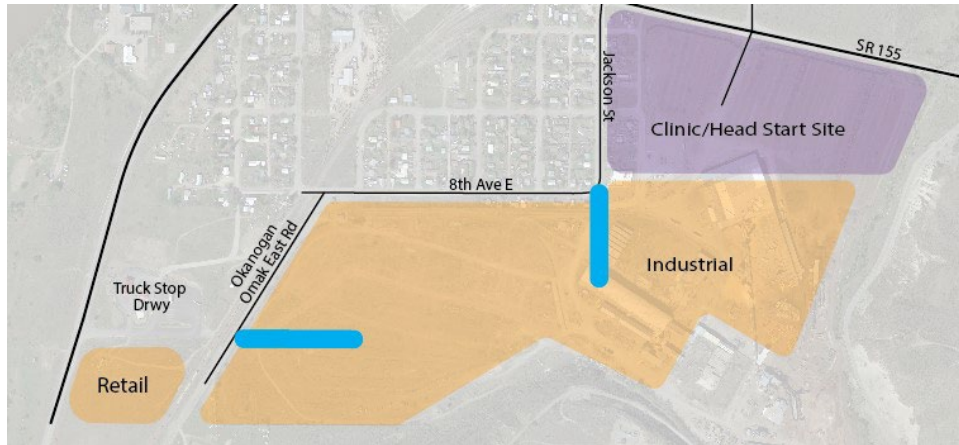 SR 155
Jackson St
Clinic/Head Start Site
8th Ave E
Okanogan
Omak East Rd
Industrial
Truck Stop
Drwy
Retail